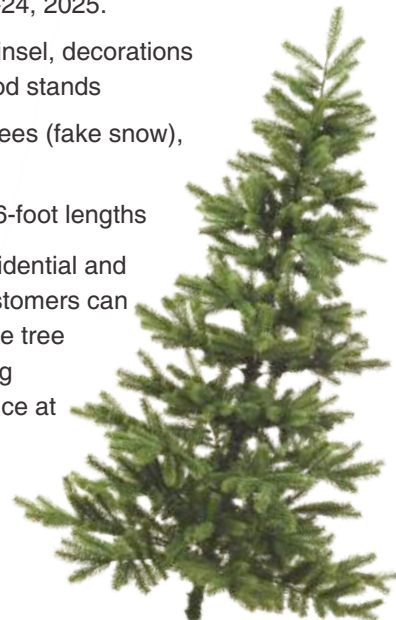 24, 2025.
insel, decorations
od stands
ees (fake snow),
6-foot lengths
idential and
stomers can
e tree
g
ce at